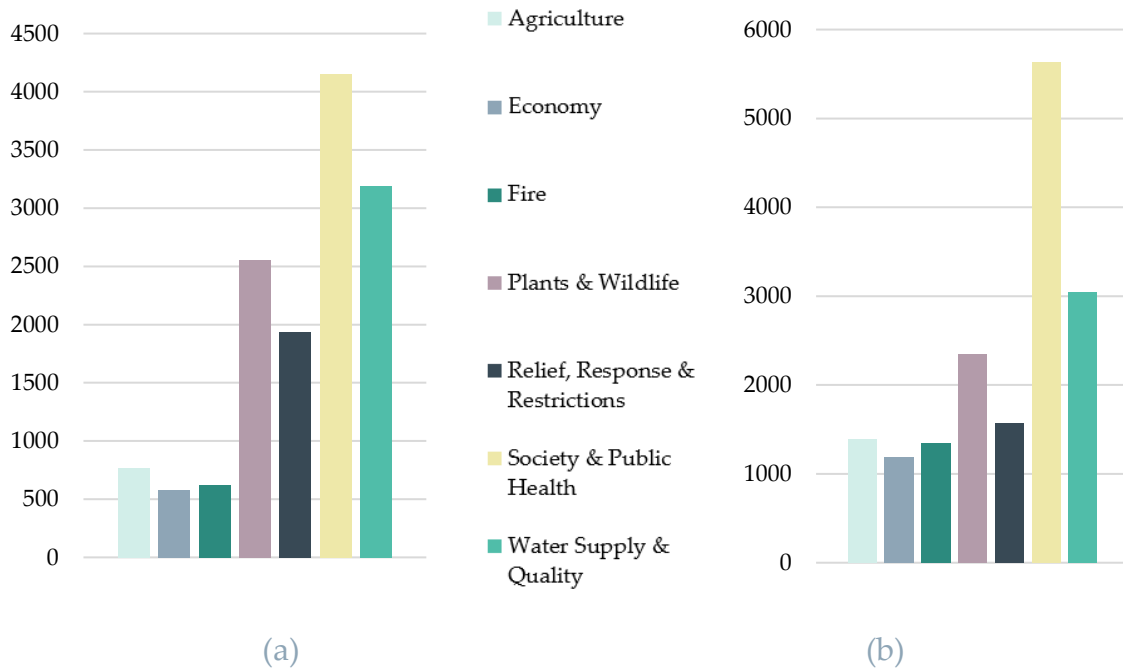 4500
4000
3500
3000
2500
2000
1500
1000
500
0
Agriculture
Economy
Fire
Plants & Wildlife
Relief, Response &
Restrictions
Society & Public
Health
Water Supply &
Quality
6000
5000
4000
3000
2000
1000
0
(a)
(b)